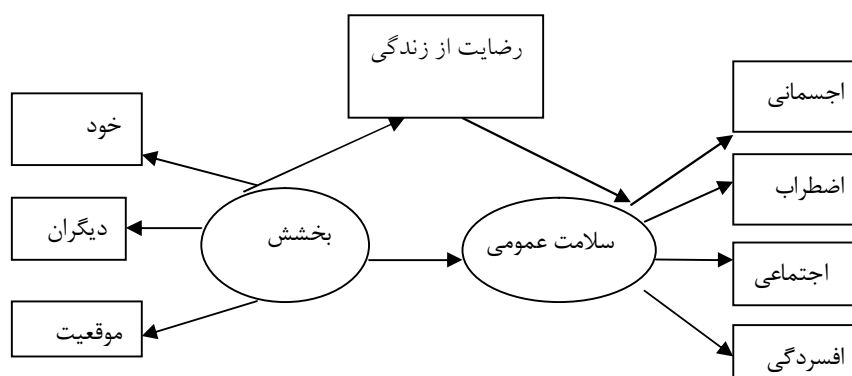 رضایت از زندگی
اجسمانی
خود
اضطراب
دیگران
بخشش
سلامت عمومی
اجتماعی
موقعیت
افسردگی